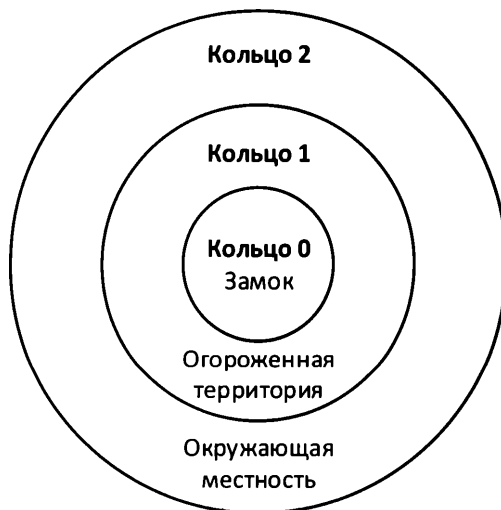 Кольцо 2
Кольцо 1
Кольцо 0
Замок
Огороженная
территория
Окружающая
местность